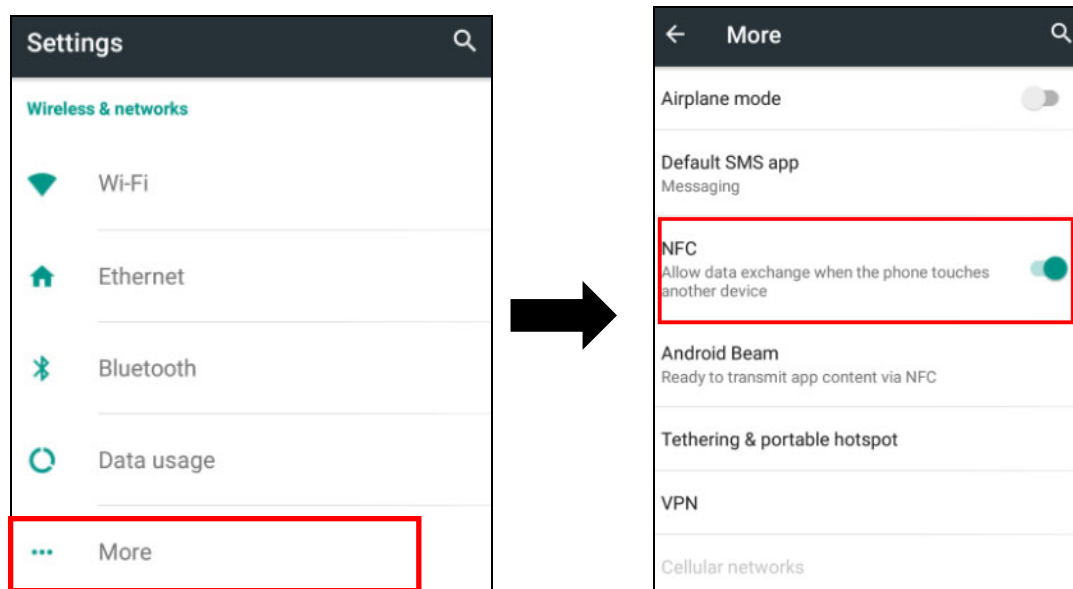 Settings
Wireless & networks
Wi-Fi
Ethernet
Bluetooth
Data usage
More
More
Airplane mode
Default SMS app
Messaging
NFC
Allow data exchange when the phone touches
another device
Android Beam
Ready to transmit app content via NFC
Tethering & portable hotspot
VPN
Cellular networks